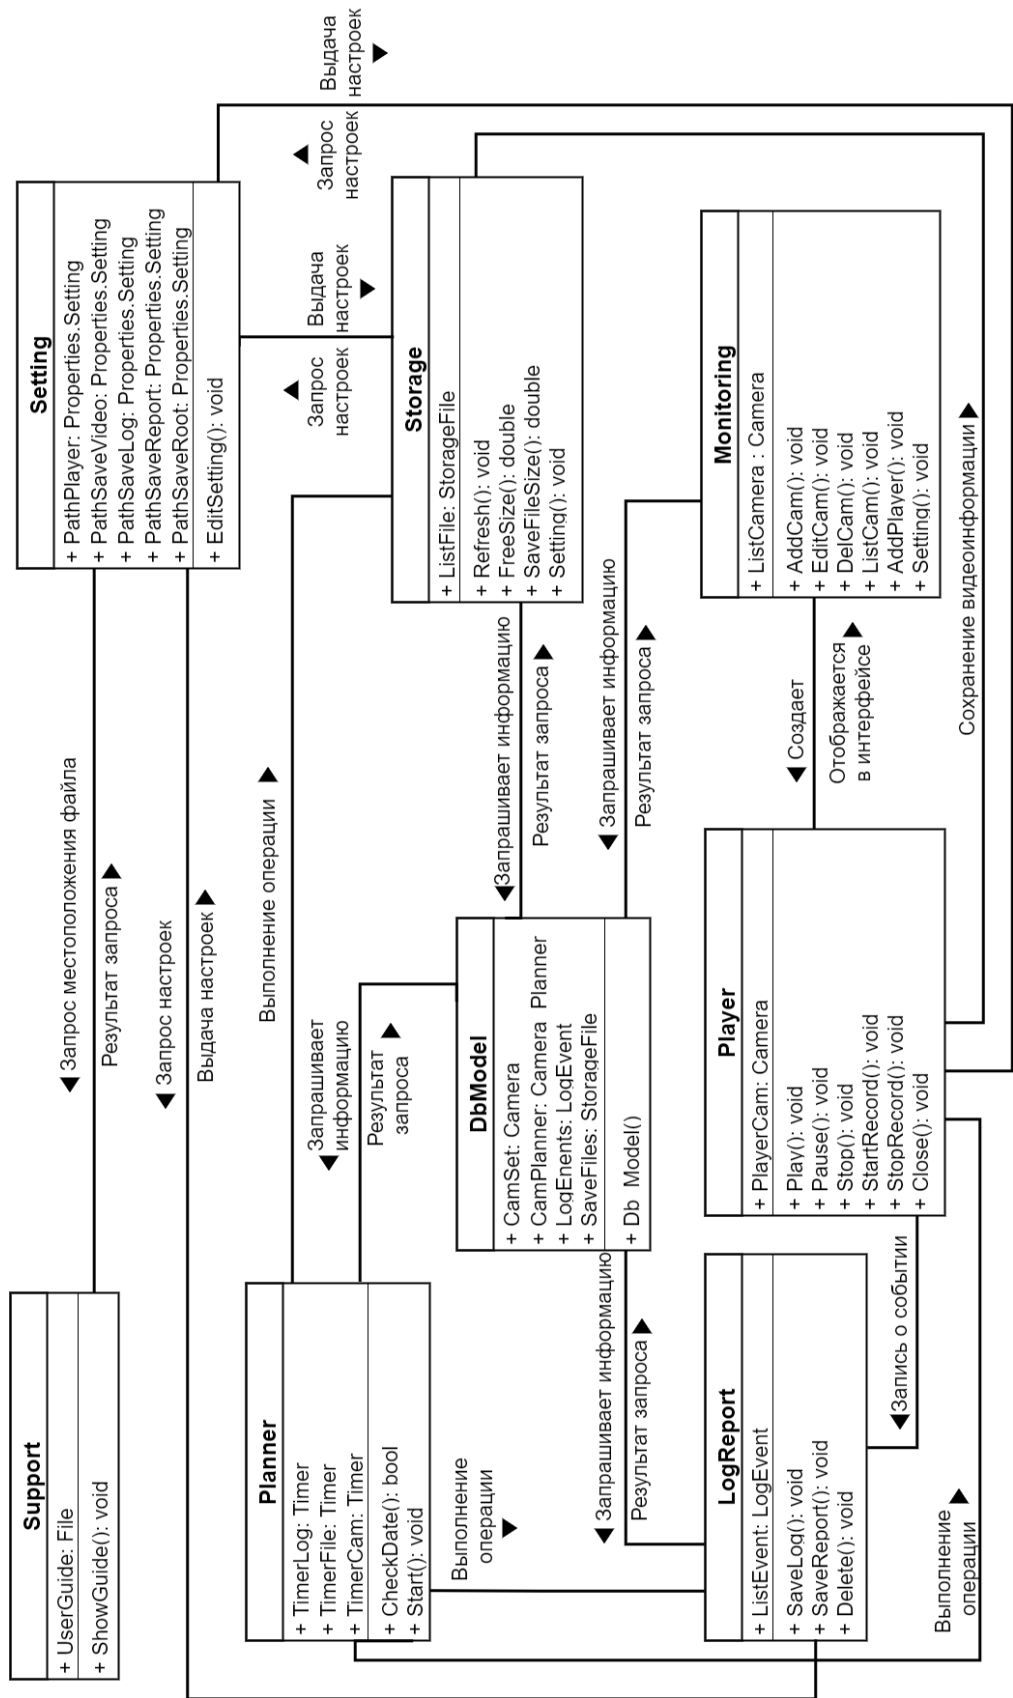 Support
+ UserGuide: File
+ ShowGuide(): void
Запрос местоположения файла
Результат запроса
Setting
+ PathPlayer: Properties.Setting
+ PathSaveVideo: Properties.Setting
+ PathSaveLog: Properties.Setting
+ PathSaveReport: Properties.Setting
+ PathSaveRoot: Properties.Setting
+ EditSetting(): void
Запрос настроек
Выдача настроек
Выдача
настроек
Запрос
настроек
Выдача
настроек
Запрос
настроек
Planner
+ TimerLog: Timer
+ TimerFile: Timer
+ TimerCam: Timer
+ CheckDate(): bool
+ Start(): void
Выполнение операции
Запрашивает
информацию
Результат
запроса
Storage
+ ListFile: StorageFile
+ Refresh(): void
+ FreeSize(): double
+ SaveFileSize(): double
+ Setting(): void
Выполнение
операции
DbModel
+ CamSet: Camera
+ CamPlanner: Camera_Planner
+ LogEnents: LogEvent
+ SaveFiles: StorageFile
+ Db_Model()
Запрашивает информацию
Результат запроса
Запрашивает информацию
Результат запроса
Запрашивает информацию
Результат запроса
LogReport
+ ListEvent: LogEvent
+ SaveLog(): void
+ SaveReport(): void
+ Delete(): void
Player
+ PlayerCam: Camera
+ Play(): void
+ Pause(): void
+ Stop(): void
+ StartRecord(): void
+ StopRecord(): void
+ Close(): void
Создает
Отображается
в интерфейсе
Monitoring
+ ListCamera : Camera
+ AddCam(): void
+ EditCam(): void
+ DelCam(): void
+ ListCam(): void
+ AddPlayer(): void
+ Setting(): void
Запись о событии
Выполнение
операции
Сохранение видеоинформации